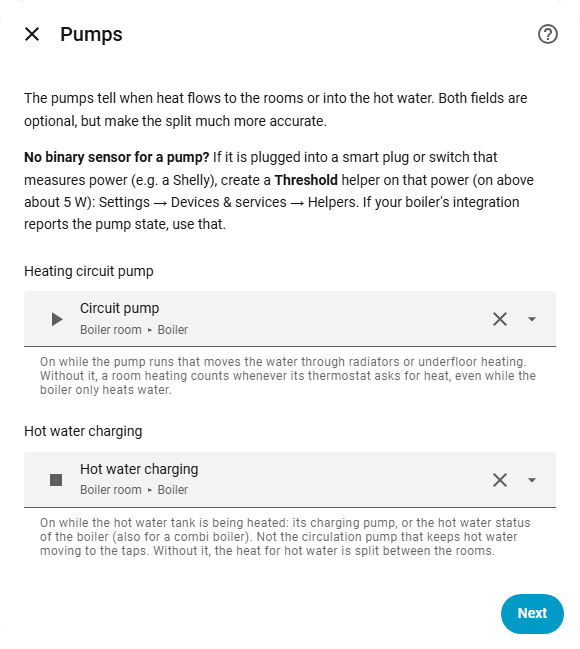 Pumps
The pumps tell when heat flows to the rooms or into the hot water. Both fields are
optional, but make the split much more accurate.
No binary sensor for a pump? If it is plugged into a smart plug or switch that
measures power (e.g. a Shelly), create a Threshold helper on that power (on above
about 5 W): Settings → Devices & services → Helpers. If your boiler's integration
reports the pump state, use that.
Heating circuit pump
Circuit pump
Boiler room ▸ Boiler
On while the pump runs that moves the water through radiators or underfloor heating.
Without it, a room heating counts whenever its thermostat asks for heat, even while the
boiler only heats water.
Hot water charging
Hot water charging
Boiler room ▸ Boiler
On while the hot water tank is being heated: its charging pump, or the hot water status
of the boiler (also for a combi boiler). Not the circulation pump that keeps hot water
moving to the taps. Without it, the heat for hot water is split between the rooms.
Next